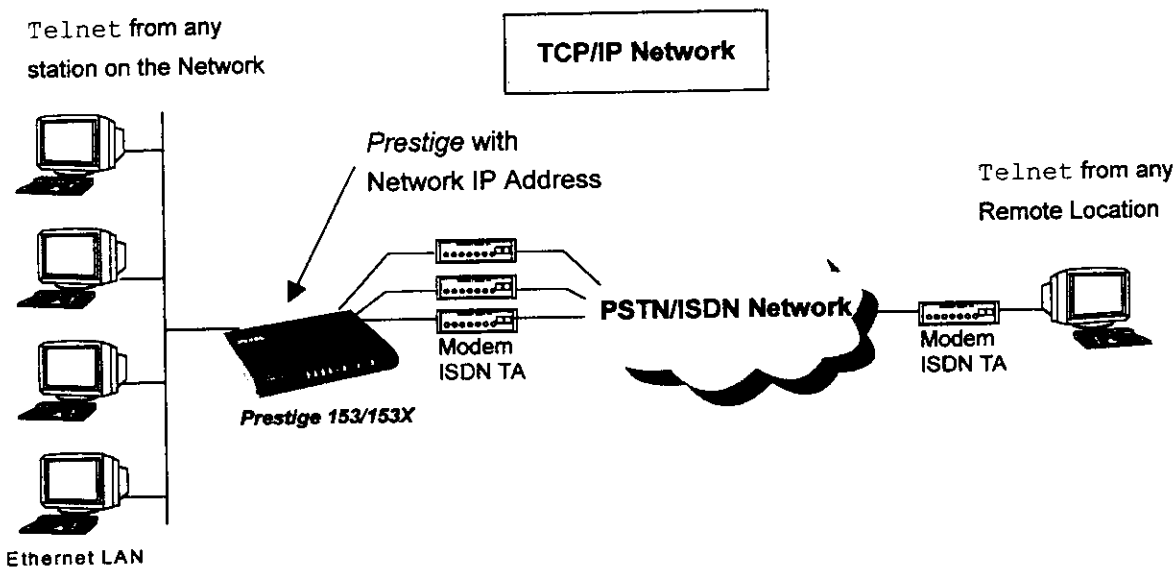 Telnet from any
station on the Network
TCP/IP Network
Prestige with
Network IP Address
Telnet from any
Remote Location
PSTN/ISDN Network
Modem
ISDN TA
Modem
ISDN TA
Prestige 153/153X
Ethernet LAN